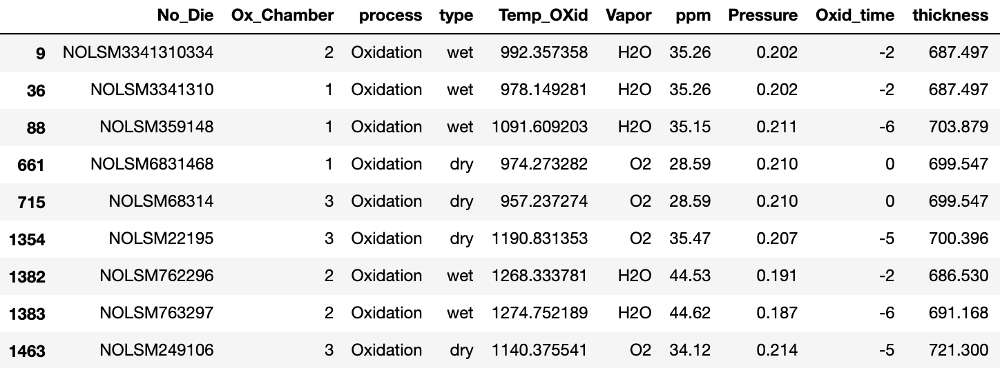 No_Die Ox_Chamber process type Temp_OXid Vapor ppm Pressure Oxid_time thickness
9 NOLSM3341310334 2 Oxidation wet 992.357358 H2O 35.26 0.202 -2 687.497
36 NOLSM3341310 1 Oxidation wet 978.149281 H2O 35.26 0.202 -2 687.497
88 NOLSM359148 1 Oxidation wet 1091.609203 H2O 35.15 0.211 -6 703.879
661 NOLSM6831468 1 Oxidation dry 974.273282 O2 28.59 0.210 0 699.547
715 NOLSM68314 3 Oxidation dry 957.237274 O2 28.59 0.210 0 699.547
1354 NOLSM22195 3 Oxidation dry 1190.831353 O2 35.47 0.207 -5 700.396
1382 NOLSM762296 2 Oxidation wet 1268.333781 H2O 44.53 0.191 -2 686.530
1383 NOLSM763297 2 Oxidation wet 1274.752189 H2O 44.62 0.187 -6 691.168
1463 NOLSM249106 3 Oxidation dry 1140.375541 O2 34.12 0.214 -5 721.300